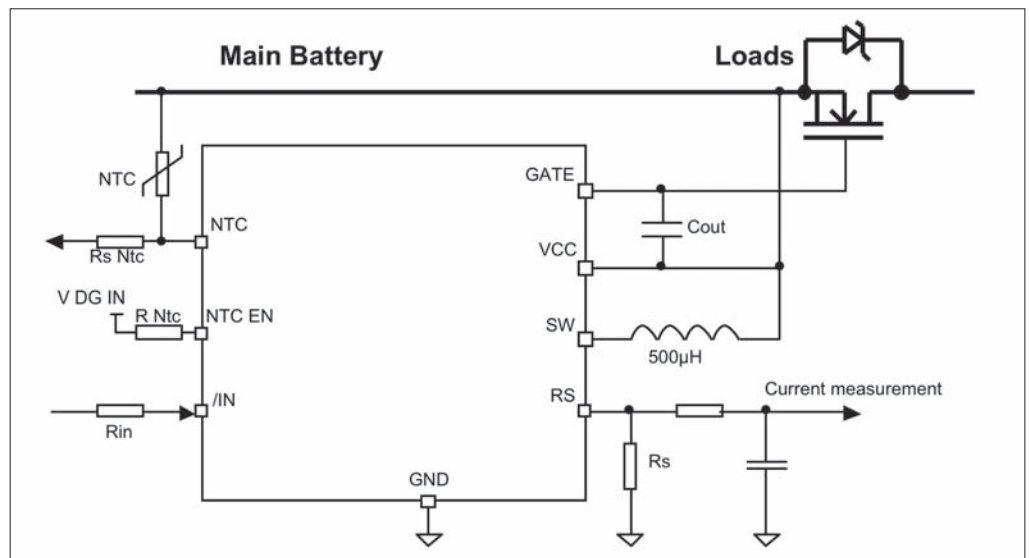 Main Battery
Loads
NTC
GATE
NTC
Cout
Rs Ntc
VCC
V DG IN
R Ntc
NTC EN
SW
500µH
RS
Current measurement
/IN
Rin
Rs
GND